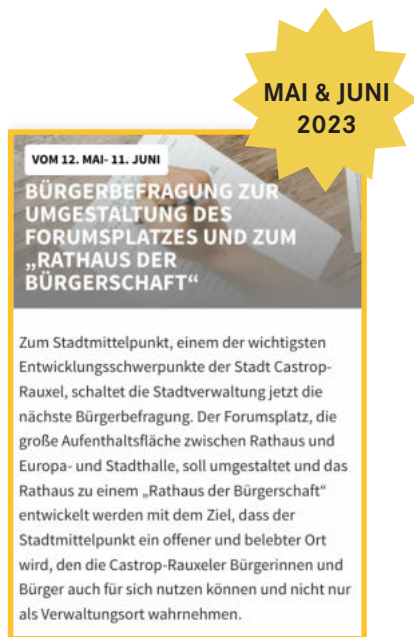 MAI & JUNI
2023
VOM 12. MAI- 11. JUNI
BÜRGERBEFRAGUNG ZUR
UMGESTALTUNG DES
FORUMSPLATZES UND ZUM
„RATHAUS DER
BÜRGERSCHAFT“
Zum Stadtmittelpunkt, einem der wichtigsten
Entwicklungsschwerpunkte der Stadt Castrop-
Rauxel, schaltet die Stadtverwaltung jetzt die
nächste Bürgerbefragung. Der Forumsplatz, die
große Aufenthaltsfläche zwischen Rathaus und
Europa- und Stadthalle, soll umgestaltet und das
Rathaus zu einem „Rathaus der Bürgerschaft“
entwickelt werden mit dem Ziel, dass der
Stadtmittelpunkt ein offener und belebter Ort
wird, den die Castrop-Rauxeler Bürgerinnen und
Bürger auch für sich nutzen können und nicht nur
als Verwaltungsort wahrnehmen.